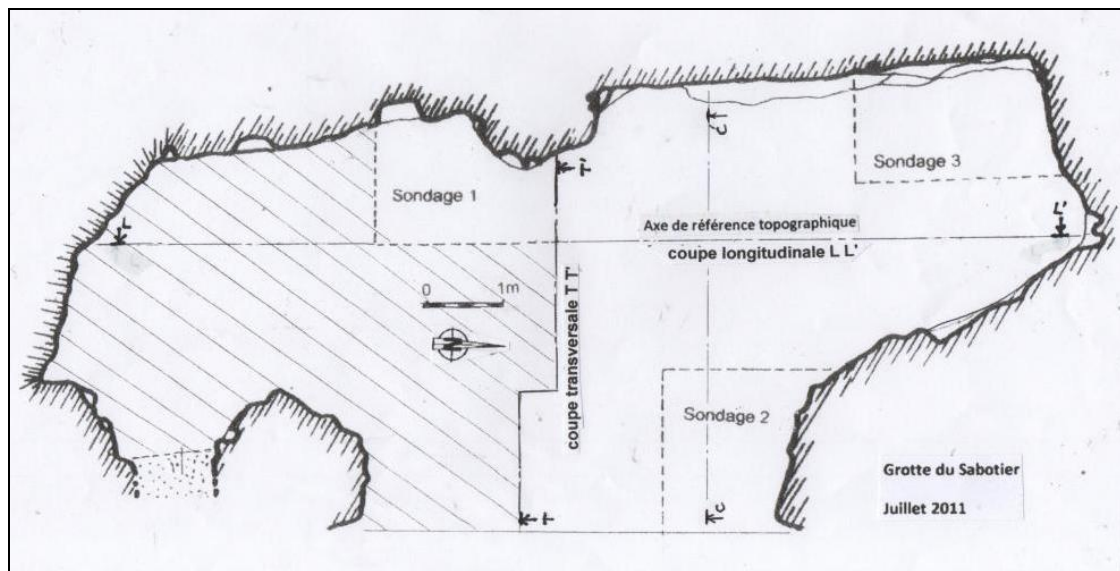 C'
Sondage 3
T'
Sondage 1
L
Axe de référence topographique
L'
coupe longitudinale L L'
0 1m
N
coupe transversale T T'
Sondage 2
Grotte du Sabotier
Juillet 2011
T
C